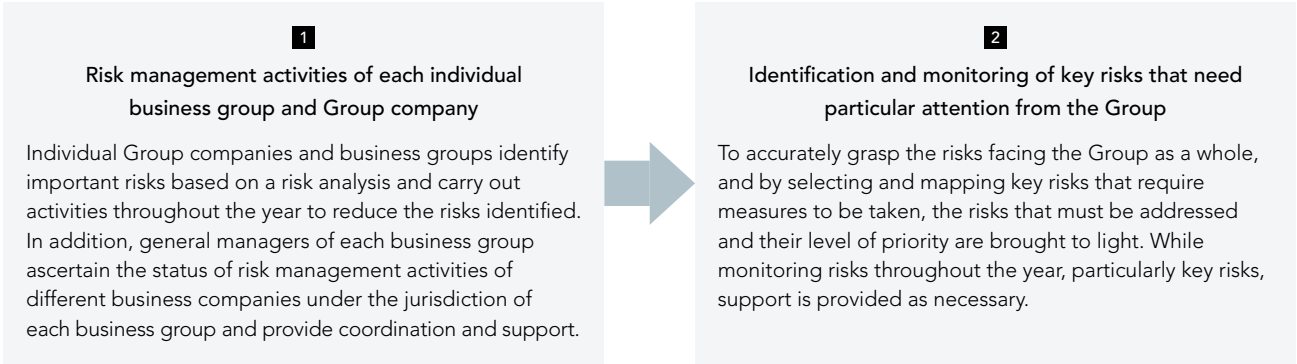 1
Risk management activities of each individual
business group and Group company
Individual Group companies and business groups identify
important risks based on a risk analysis and carry out
activities throughout the year to reduce the risks identified.
In addition, general managers of each business group
ascertain the status of risk management activities of
different business companies under the jurisdiction of
each business group and provide coordination and support.
2
Identification and monitoring of key risks that need
particular attention from the Group
To accurately grasp the risks facing the Group as a whole,
and by selecting and mapping key risks that require
measures to be taken, the risks that must be addressed
and their level of priority are brought to light. While
monitoring risks throughout the year, particularly key risks,
support is provided as necessary.